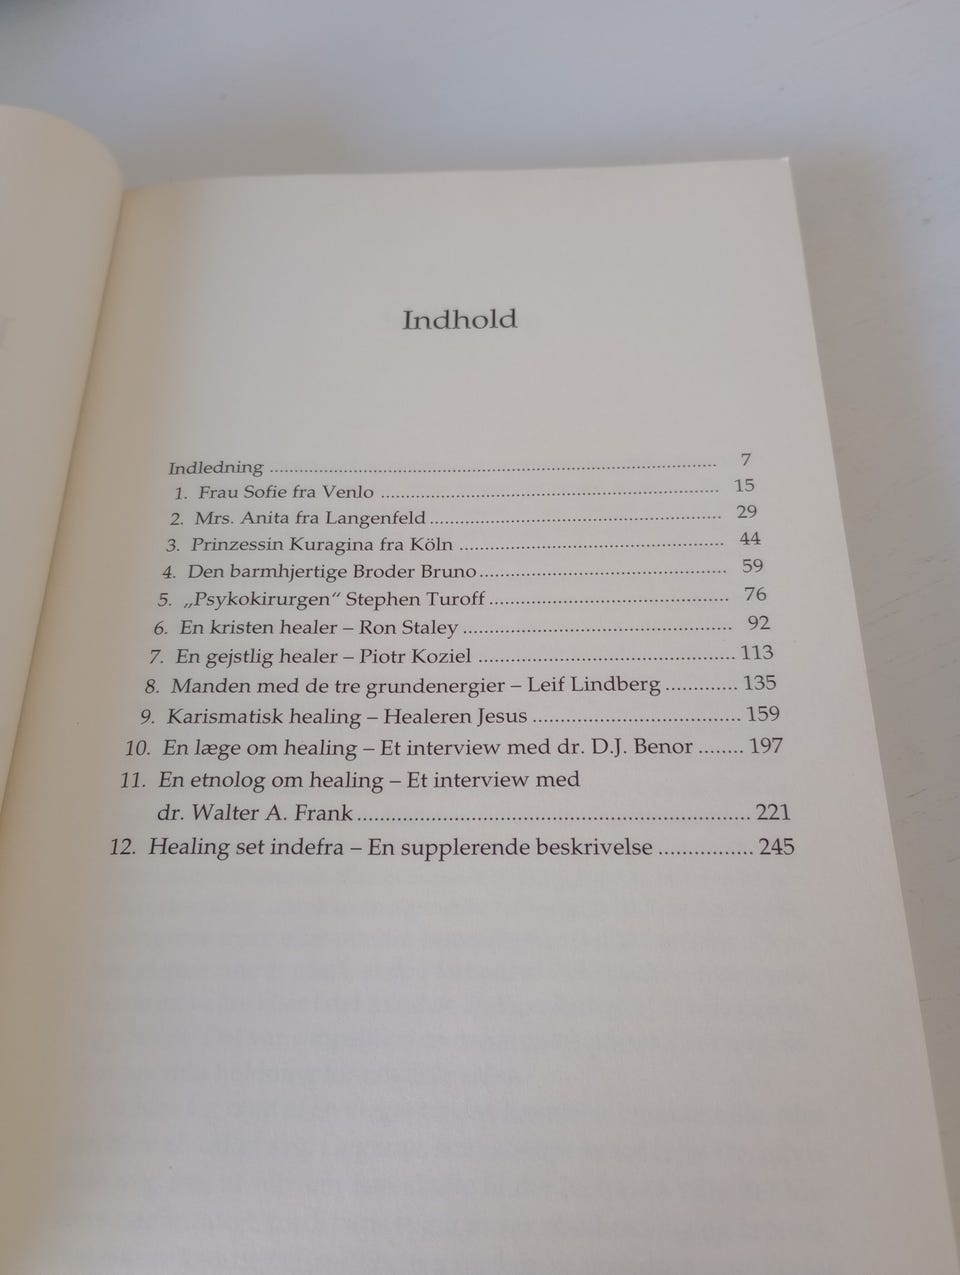 Indhold
Indledning ........................................................................ 7
1. Frau Sofie fra Venlo ........................................................ 15
2. Mrs. Anita fra Langenfeld ................................................ 29
3. Prinzessin Kuragina fra Köln ............................................ 44
4. Den barmhjertige Broder Bruno ........................................ 59
5. „Psykokirurgen” Stephen Turoff ........................................ 76
6. En kristen healer – Ron Staley .......................................... 92
7. En gejstlig healer – Piotr Koziel ......................................... 113
8. Manden med de tre grundenergier – Leif Lindberg ............. 135
9. Karismatisk healing – Healeren Jesus .................................. 159
10. En læge om healing – Et interview med dr. D.J. Benor ........ 197
11. En etnolog om healing – Et interview med
dr. Walter A. Frank ............................................................ 221
12. Healing set indefra – En supplerende beskrivelse ................ 245